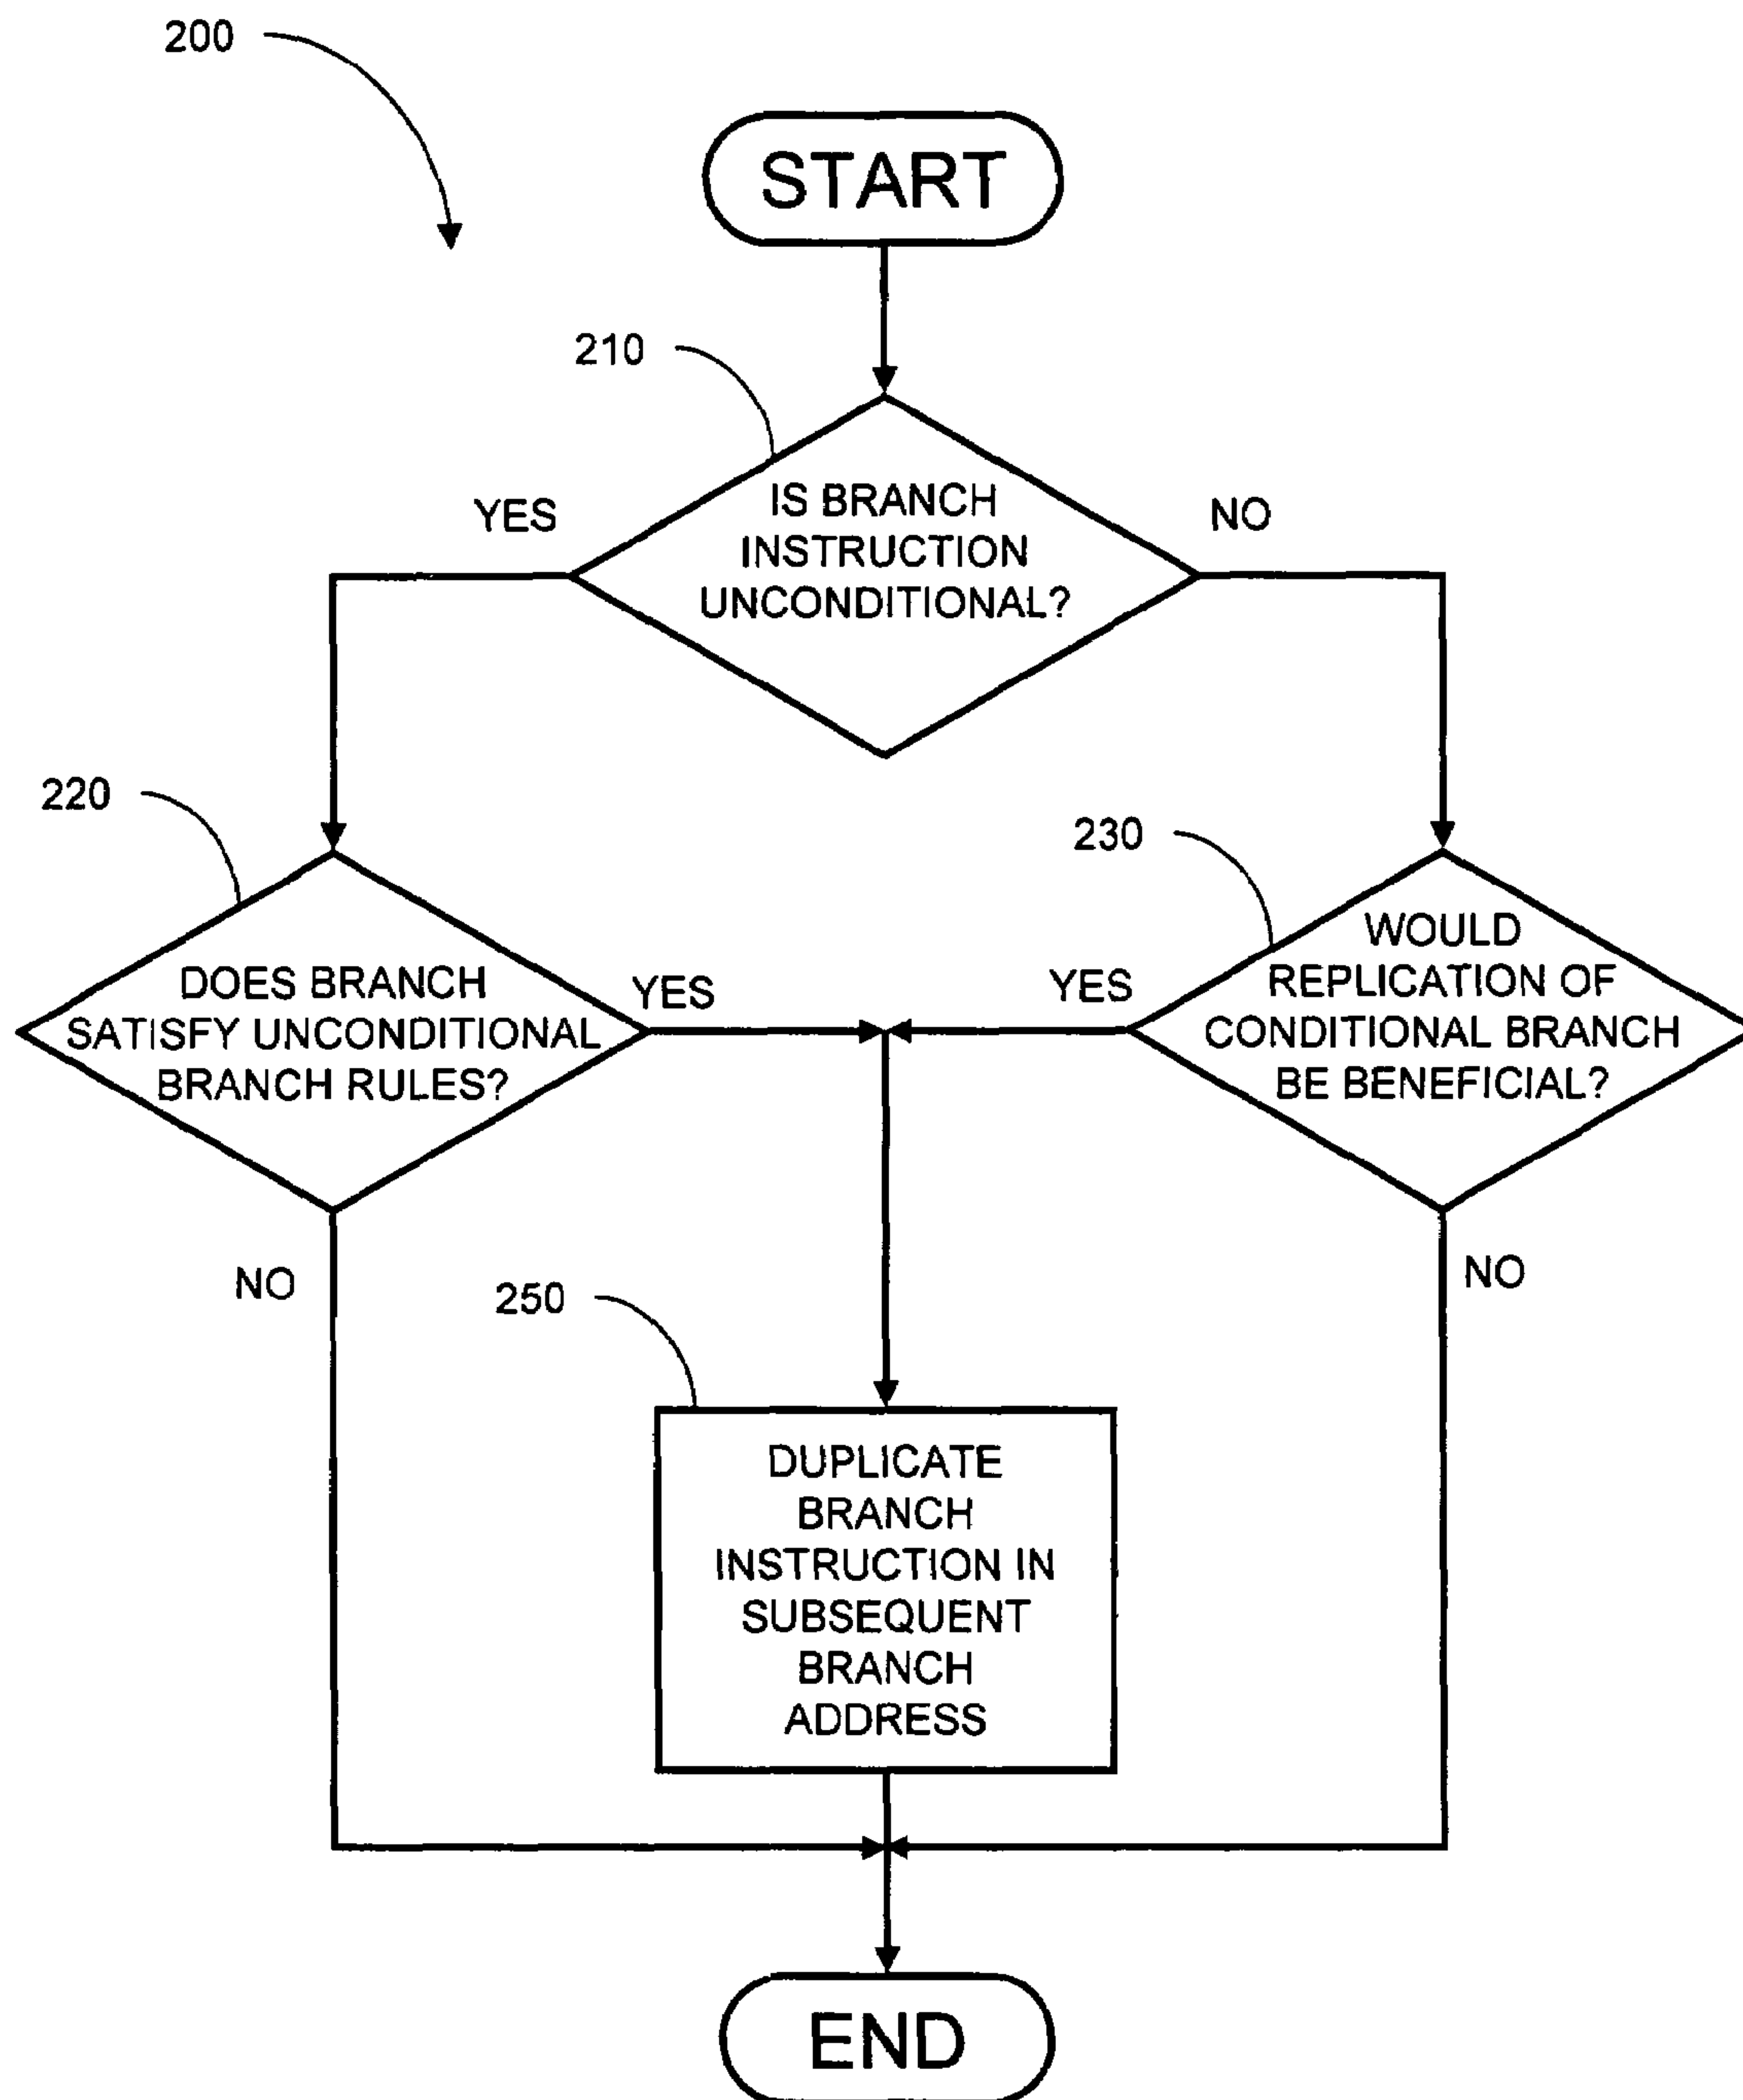 200
START
210
IS BRANCH
INSTRUCTION
UNCONDITIONAL?
YES
NO
220
DOES BRANCH
SATISFY UNCONDITIONAL
BRANCH RULES?
YES
NO
230
WOULD
REPLICATION OF
CONDITIONAL BRANCH
BE BENEFICIAL?
YES
NO
250
DUPLICATE
BRANCH
INSTRUCTION IN
SUBSEQUENT
BRANCH
ADDRESS
END